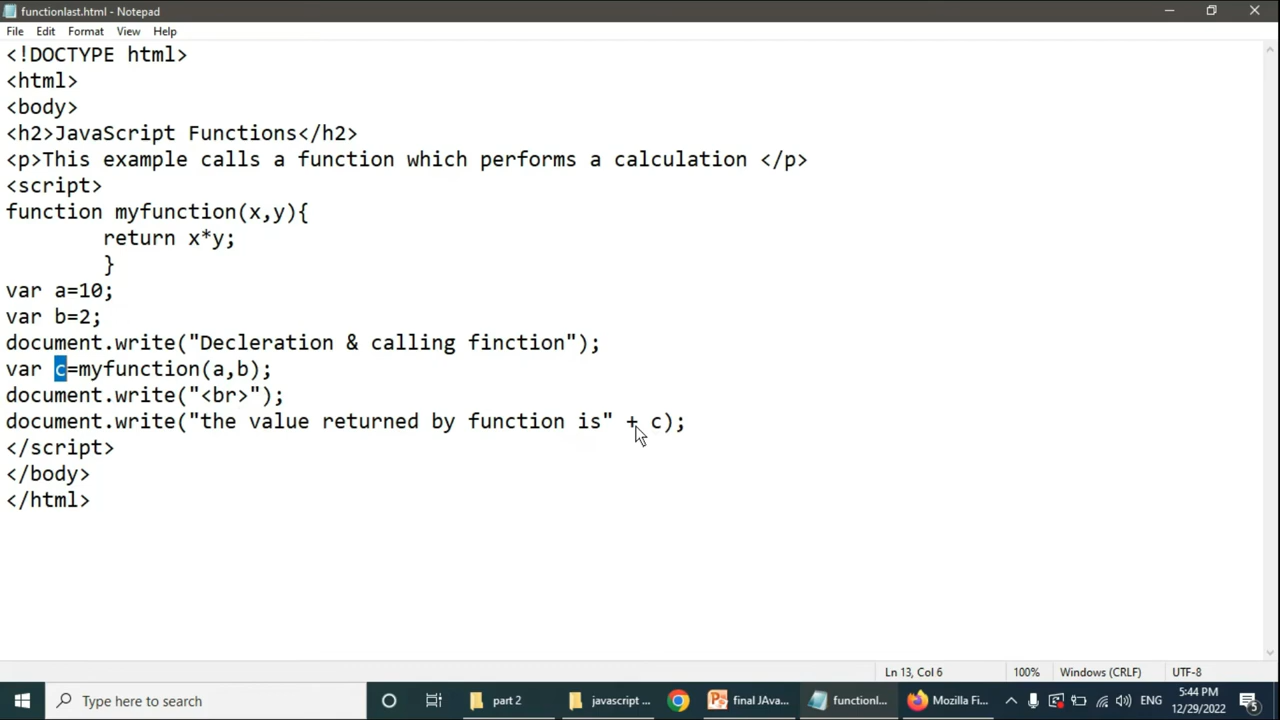 functionlast.html - Notepad
File Edit Format View Help
<!DOCTYPE html>
<html>
<body>
<h2>JavaScript Functions</h2>
<p>This example calls a function which performs a calculation </p>
<script>
function myfunction(x,y){
        return x*y;
        }
var a=10;
var b=2;
document.write("Decleration & calling finction");
var c=myfunction(a,b);
document.write("<br>");
document.write("the value returned by function is" + c);
</script>
</body>
</html>
Ln 13, Col 6 100% Windows (CRLF) UTF-8
Type here to search part 2 javascript ... final JAva... functionl... Mozilla Fi... ENG 5:44 PM 12/29/2022 5